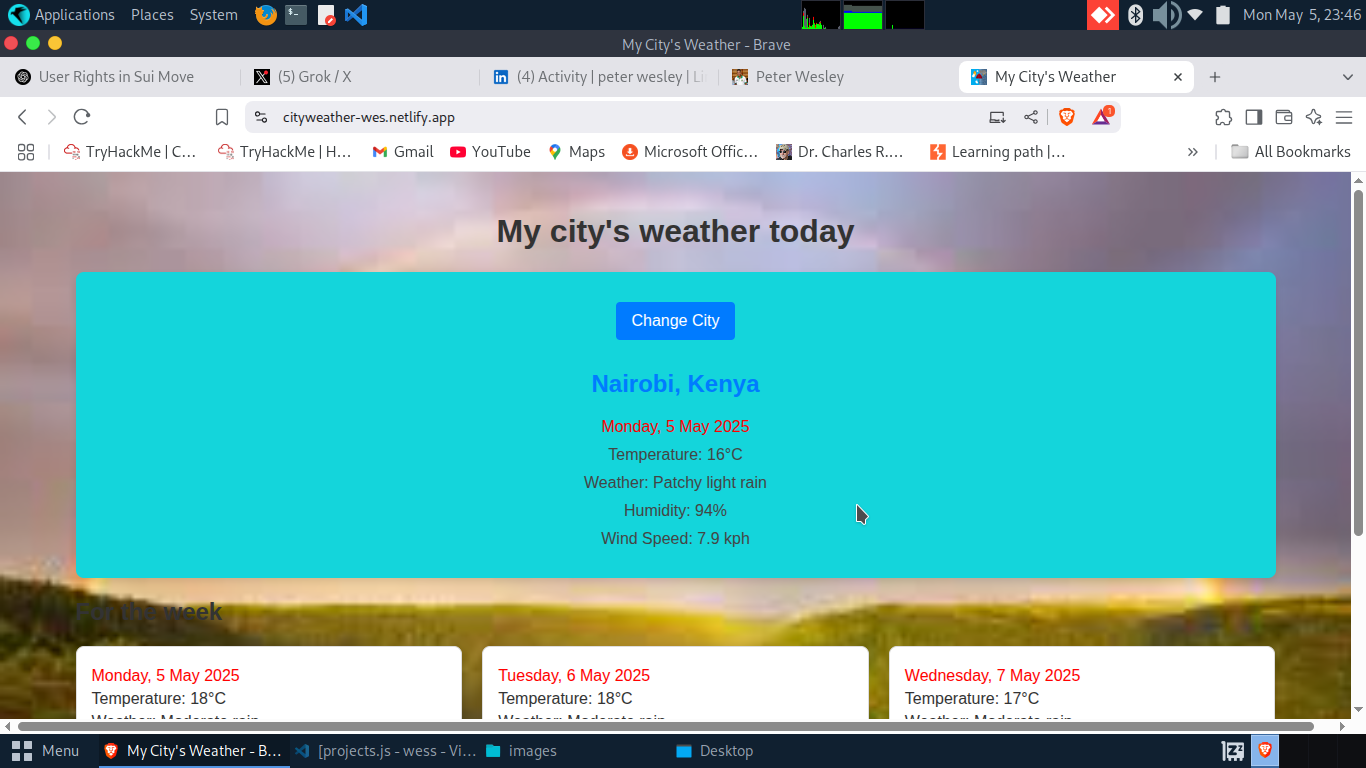 Applications Places System Mon May 5, 23:46
My City's Weather - Brave
User Rights in Sui Move (5) Grok / X (4) Activity | peter wesley | Li Peter Wesley My City's Weather
cityweather-wes.netlify.app 1
TryHackMe | C... TryHackMe | H... Gmail YouTube Maps Microsoft Offic... Dr. Charles R.... Learning path |... » All Bookmarks
My city's weather today
Change City
Nairobi, Kenya
Monday, 5 May 2025
Temperature: 16°C
Weather: Patchy light rain
Humidity: 94%
Wind Speed: 7.9 kph
For the week
Monday, 5 May 2025 Tuesday, 6 May 2025 Wednesday, 7 May 2025
Temperature: 18°C Temperature: 18°C Temperature: 17°C
Weather: Moderate rain Weather: Moderate rain Weather: Moderate rain
Menu My City's Weather - B... [projects.js - wess - Vi... images Desktop